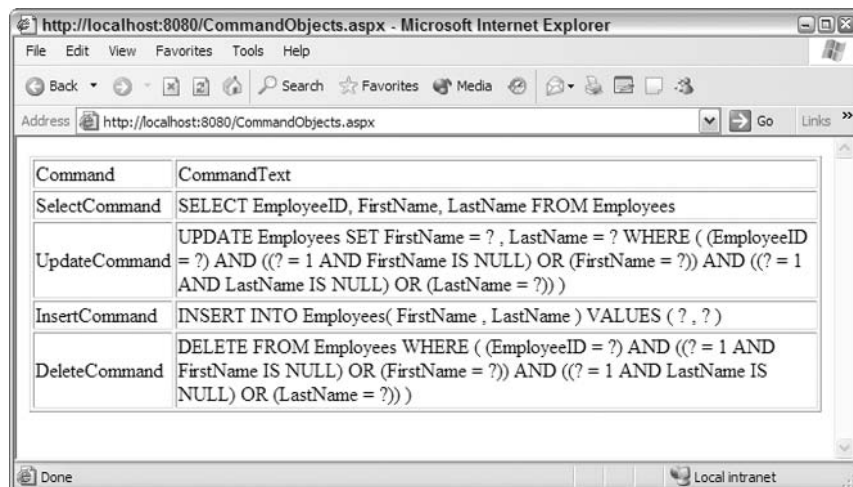 http://localhost:8080/CommandObjects.aspx - Microsoft Internet Explorer
File Edit View Favorites Tools Help
Back Search Favorites Media
Address http://localhost:8080/CommandObjects.aspx Go Links »
Command CommandText
SelectCommand SELECT EmployeeID, FirstName, LastName FROM Employees
UPDATE Employees SET FirstName = ? , LastName = ? WHERE ( (EmployeeID
UpdateCommand = ?) AND ((? = 1 AND FirstName IS NULL) OR (FirstName = ?)) AND ((? = 1
AND LastName IS NULL) OR (LastName = ?)) )
InsertCommand INSERT INTO Employees( FirstName , LastName ) VALUES ( ? , ? )
DELETE FROM Employees WHERE ( (EmployeeID = ?) AND ((? = 1 AND
DeleteCommand FirstName IS NULL) OR (FirstName = ?)) AND ((? = 1 AND LastName IS
NULL) OR (LastName = ?)) )
Done Local intranet